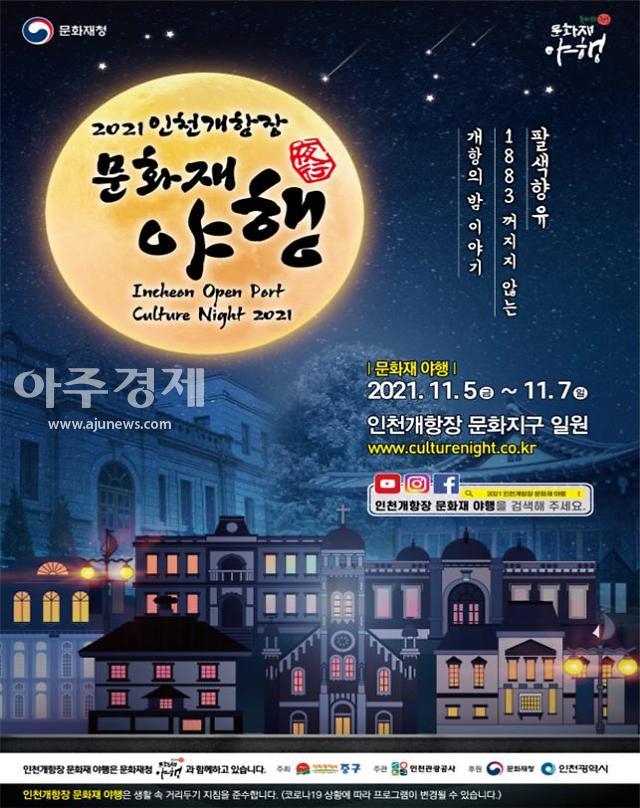 문화재청
문화재
야행
2021 인천개항장
문화재
야행
夜行
Incheon Open Port
Culture Night 2021
팔색향유
1883 꺼지지 않는
개항의 밤 이야기
아주경제
www.ajunews.com
| 문화재 야행 |
2021. 11. 5 금 ~ 11. 7 일
인천개항장 문화지구 일원
www.culturenight.co.kr
2021 인천개항장 문화재 야행
인천개항장 문화재 야행을 검색해 주세요.
인천개항장 문화재 야행은 문화재청 문화재 야행 과 함께하고 있습니다. 주최 중구 주관 인천관광공사 후원 문화재청 인천광역시
인천개항장 문화재 야행은 생활 속 거리두기 지침을 준수합니다. (코로나19 상황에 따라 프로그램이 변경될 수 있습니다.)